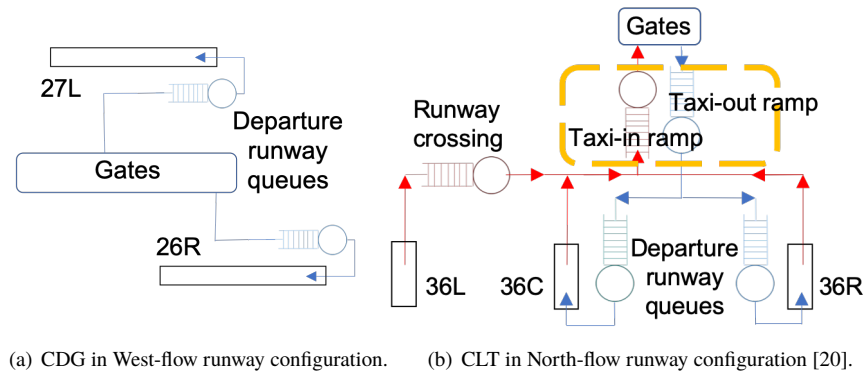 27L
Departure
runway
queues
Gates
26R
(a) CDG in West-flow runway configuration.
Gates
Taxi-out ramp
Runway
crossing
Taxi-in ramp
Departure
runway
queues
36L
36C
36R
(b) CLT in North-flow runway configuration [20].